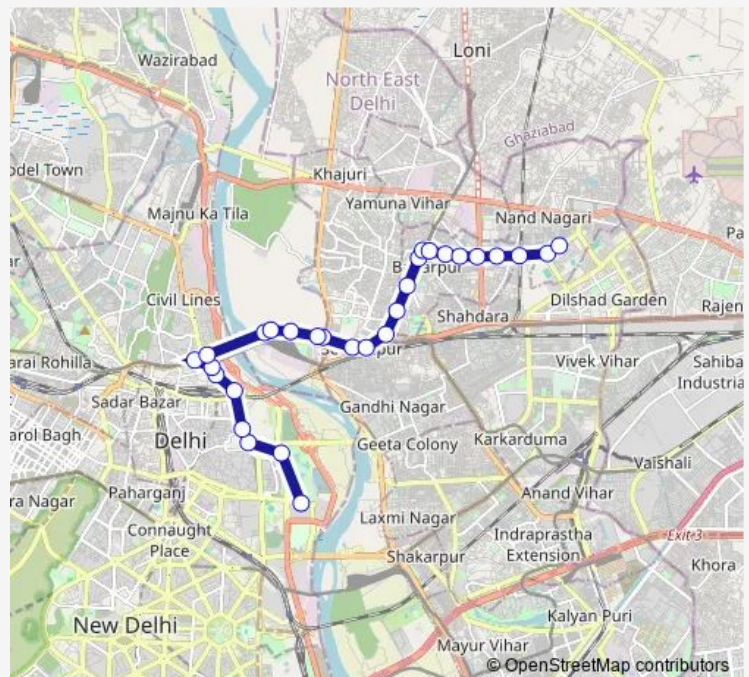 Loni
Wazirabad
North East
Delhi
Ghaziabad
Khajuri
odel Town
Yamuna Vihar
Majnu Ka Tila
Nand Nagari
Pa
ar
Civil Lines
Dilshad Garden
Rajen
Shahdara
arai Rohilla
Vivek Vihar
Sahiba
Industria
Sadar Bazar
Gandhi Nagar
arol Bagh
Delhi
Geeta Colony
Karkarduma
Vaishali
ra Nagar
Paharganj
Anand Vihar
Connaught
Place
Laxmi Nagar
Indraprastha
Extension
Exit 3
Shakarpur
Khora
New Delhi
Kalyan Puri
Mayur Vihar
© OpenStreetMap contributors